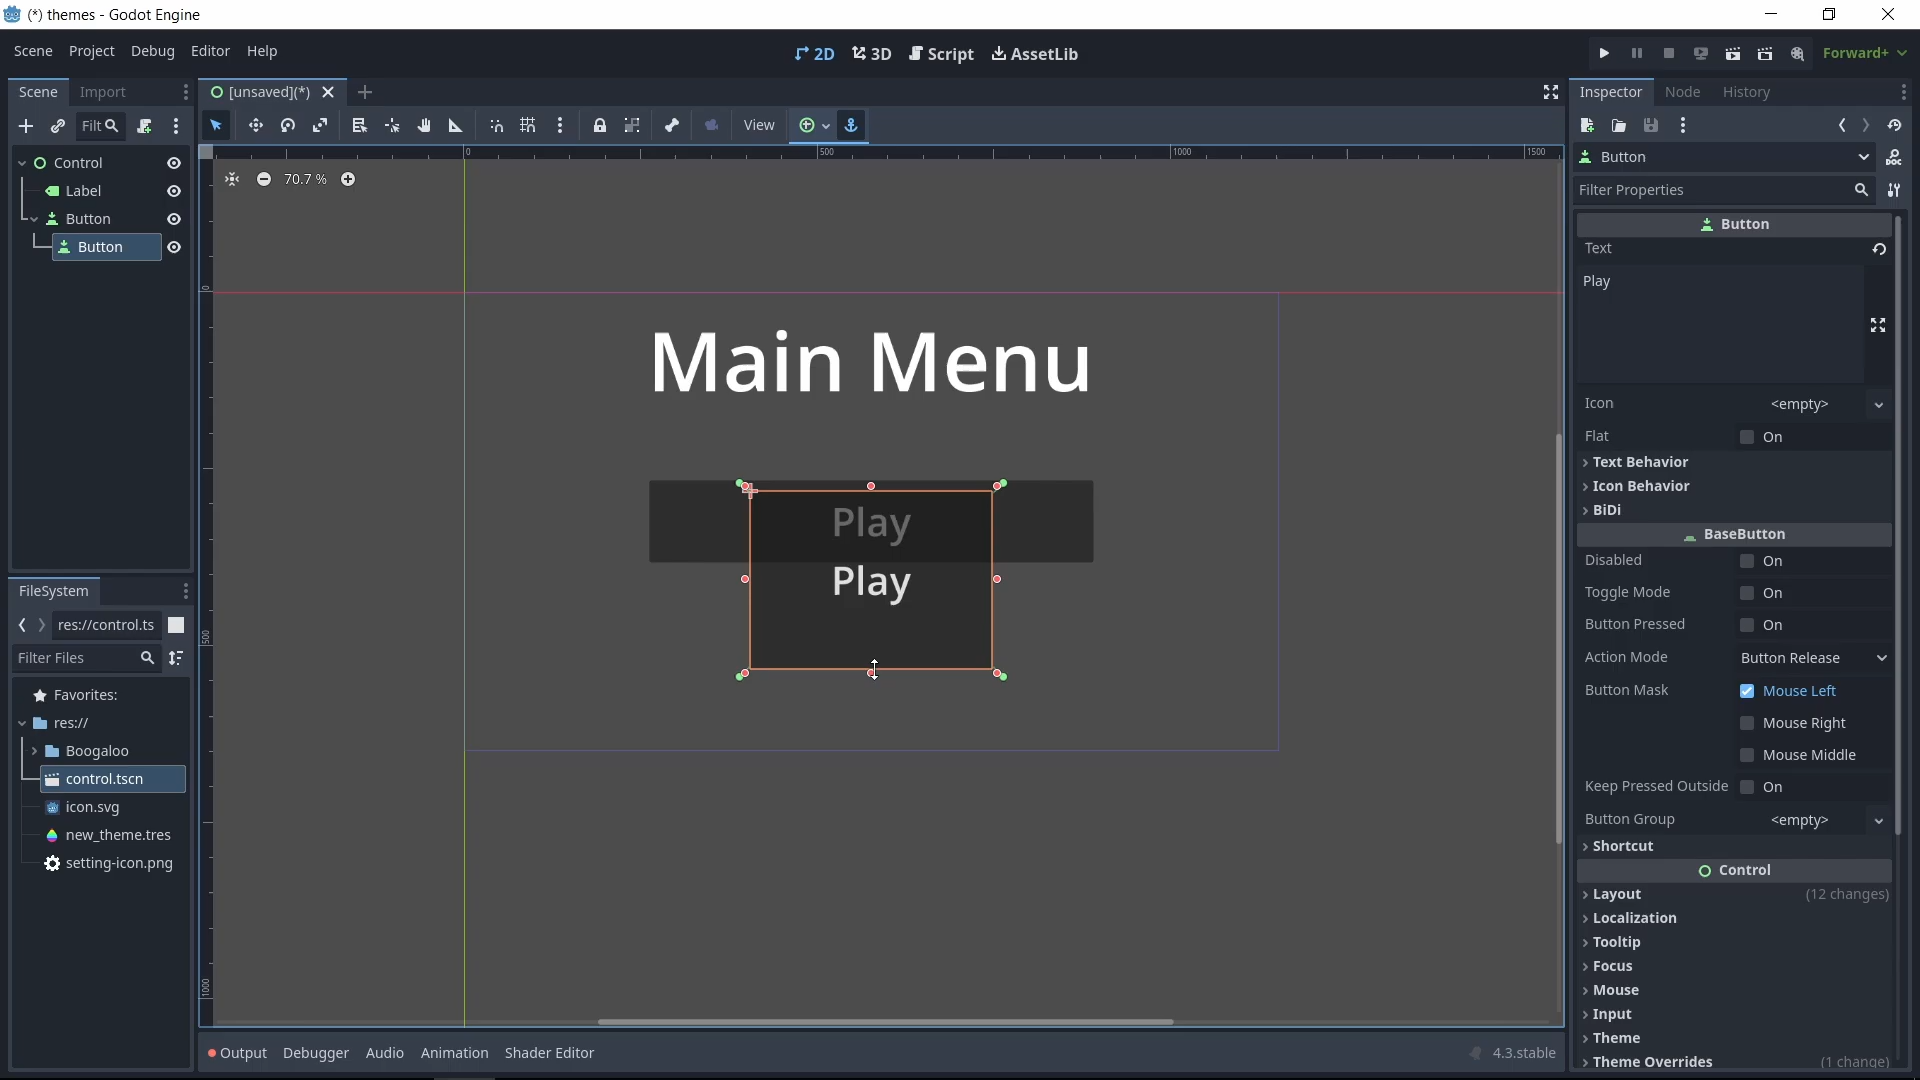 (*) themes - Godot Engine
Scene Project Debug Editor Help
2D 3D Script AssetLib
Forward+
Scene Import
[unsaved](*)
Inspector Node History
Filt
View
Control
Label
Button
Button
70.7 %
0 500 1000 1500
0
500
1000
Main Menu
Play
Play
FileSystem
res://control.ts
Filter Files
Favorites:
res://
Boogaloo
control.tscn
icon.svg
new_theme.tres
setting-icon.png
Output Debugger Audio Animation Shader Editor
4.3.stable
Button
DOC
Filter Properties
Button
Text
Play
Icon <empty>
Flat On
Text Behavior
Icon Behavior
BiDi
BaseButton
Disabled On
Toggle Mode On
Button Pressed On
Action Mode Button Release
Button Mask Mouse Left
Mouse Right
Mouse Middle
Keep Pressed Outside On
Button Group <empty>
Shortcut
Control
Layout (12 changes)
Localization
Tooltip
Focus
Mouse
Input
Theme
Theme Overrides (1 change)